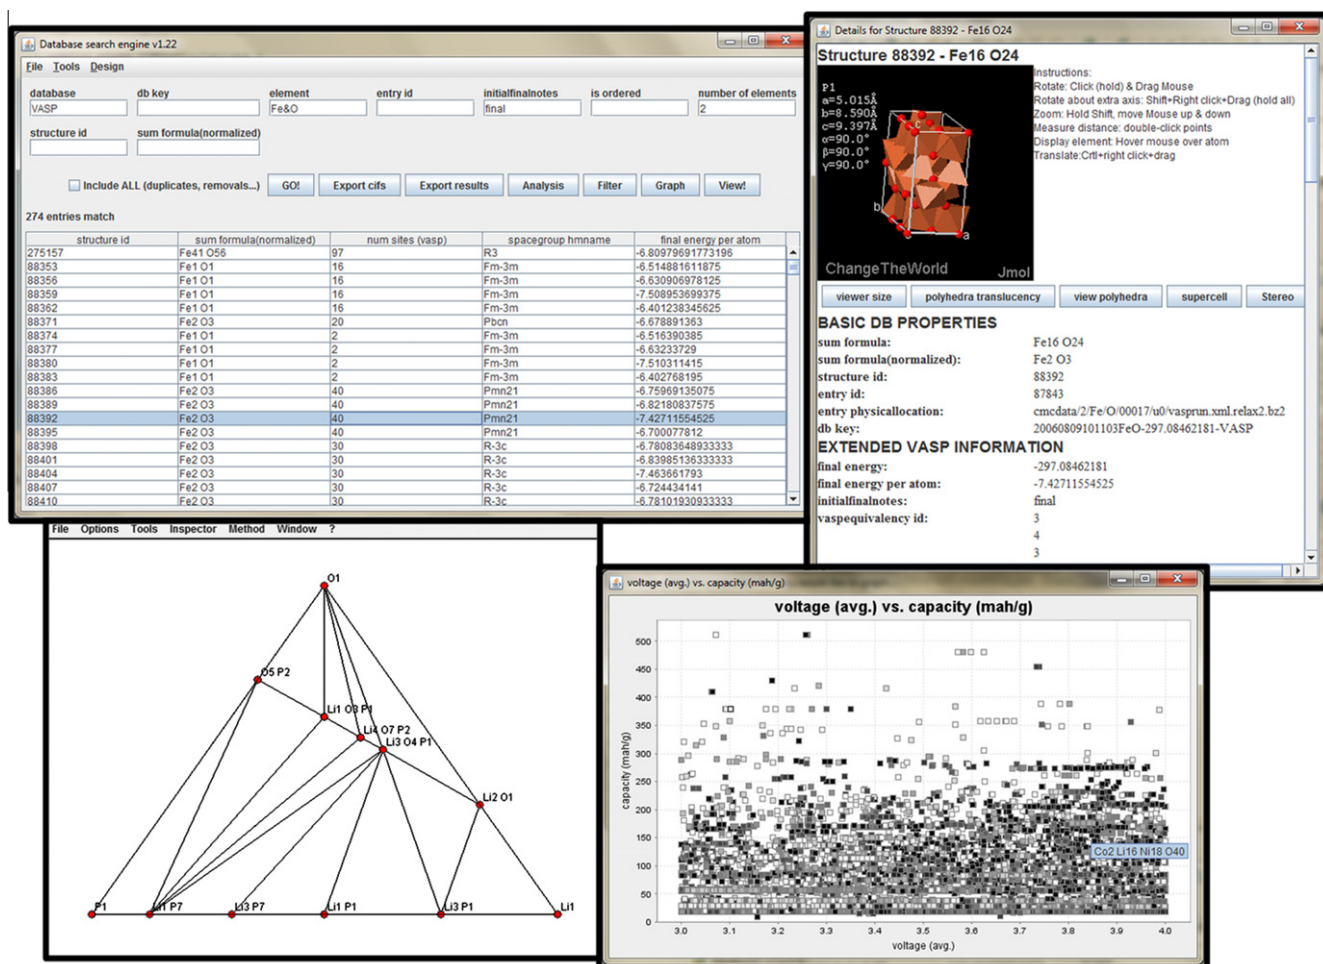 Database search engine v1.22
File Tools Design
database db key element entry id initialfinalnotes is ordered number of elements
VASP Fe&O final 2
structure id sum formula(normalized)
Include ALL (duplicates, removals...) GO! Export cifs Export results Analysis Filter Graph View!
274 entries match
structure id sum formula(normalized) num sites (vasp) spacegroup hmname final energy per atom
275157 Fe41 O56 97 R3 -6.80979691773196
88353 Fe1 O1 16 Fm-3m -6.514881611875
88356 Fe1 O1 16 Fm-3m -6.630906978125
88359 Fe1 O1 16 Fm-3m -7.508953699375
88362 Fe1 O1 16 Fm-3m -6.401238345625
88371 Fe2 O3 20 Pbcn -6.678891363
88374 Fe1 O1 2 Fm-3m -6.516390385
88377 Fe1 O1 2 Fm-3m -6.63233729
88380 Fe1 O1 2 Fm-3m -7.510311415
88383 Fe1 O1 2 Fm-3m -6.402768195
88386 Fe2 O3 40 Pmn21 -6.75969135075
88389 Fe2 O3 40 Pmn21 -6.82180837575
88392 Fe2 O3 40 Pmn21 -7.42711554525
88395 Fe2 O3 40 Pmn21 -6.700077812
88398 Fe2 O3 30 R-3c -6.78083648933333
88401 Fe2 O3 30 R-3c -6.83985136333333
88404 Fe2 O3 30 R-3c -7.463661793
88407 Fe2 O3 30 R-3c -6.724434141
88410 Fe2 O3 30 R-3c -6.78101930933333
Details for Structure 88392 - Fe16 O24
Structure 88392 - Fe16 O24
P1
a=5.015Å
b=8.590Å
c=9.397Å
α=90.0°
β=90.0°
γ=90.0°
c
b
a
ChangeTheWorld Jmol
Instructions:
Rotate: Click (hold) & Drag Mouse
Rotate about extra axis: Shift+Right click+Drag (hold all)
Zoom: Hold Shift, move Mouse up & down
Measure distance: double-click points
Display element: Hover mouse over atom
Translate:Crtl+right click+drag
viewer size polyhedra translucency view polyhedra supercell Stereo
BASIC DB PROPERTIES
sum formula: Fe16 O24
sum formula(normalized): Fe2 O3
structure id: 88392
entry id: 87843
entry physicallocation: cmcdata/2/Fe/O/00017/u0/vasprun.xml.relax2.bz2
db key: 20060809101103FeO-297.08462181-VASP
EXTENDED VASP INFORMATION
final energy: -297.08462181
final energy per atom: -7.42711554525
initialfinalnotes: final
vaspequivalency id: 3
4
3
File Options Tools Inspector Method Window ?
O1
O5 P2
Li1 O3 P1
Li4 O7 P2
Li3 O4 P1
Li2 O1
P1 Li1 P7 Li3 P7 Li1 P1 Li3 P1 Li1
voltage (avg.) vs. capacity (mah/g)
voltage (avg.) vs. capacity (mah/g)
capacity (mah/g)
500
450
400
350
300
250
200
150
100
50
0
Co2 Li16 Ni18 O40
3.0 3.1 3.2 3.3 3.4 3.5 3.6 3.7 3.8 3.9 4.0
voltage (avg.)